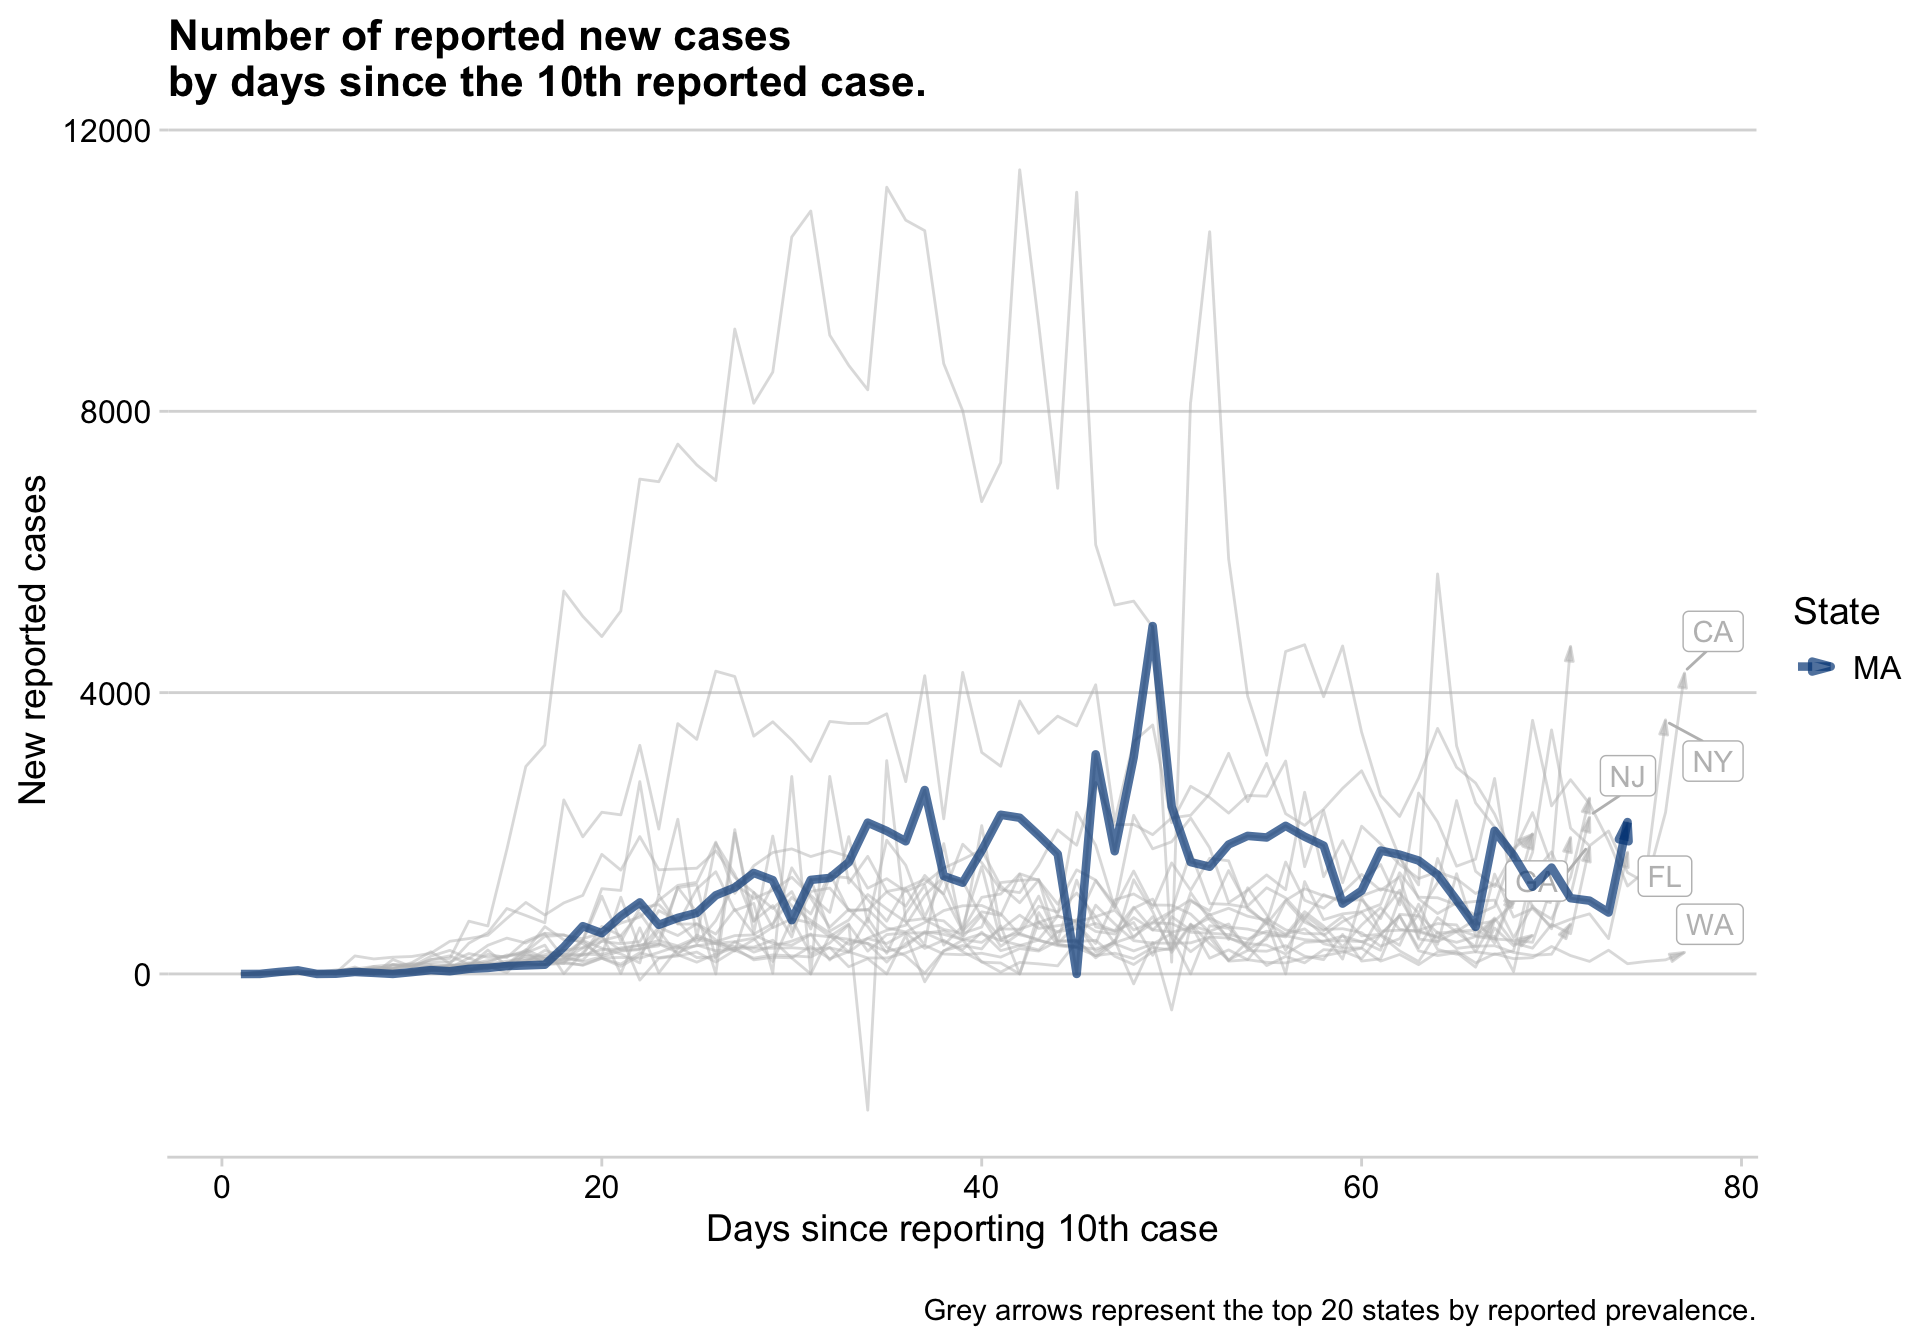 Number of reported new cases
by days since the 10th reported case.
12000
8000
4000
0
New reported cases
CA
NY
NJ
GA
FL
WA
State
MA
0 20 40 60 80
Days since reporting 10th case
Grey arrows represent the top 20 states by reported prevalence.